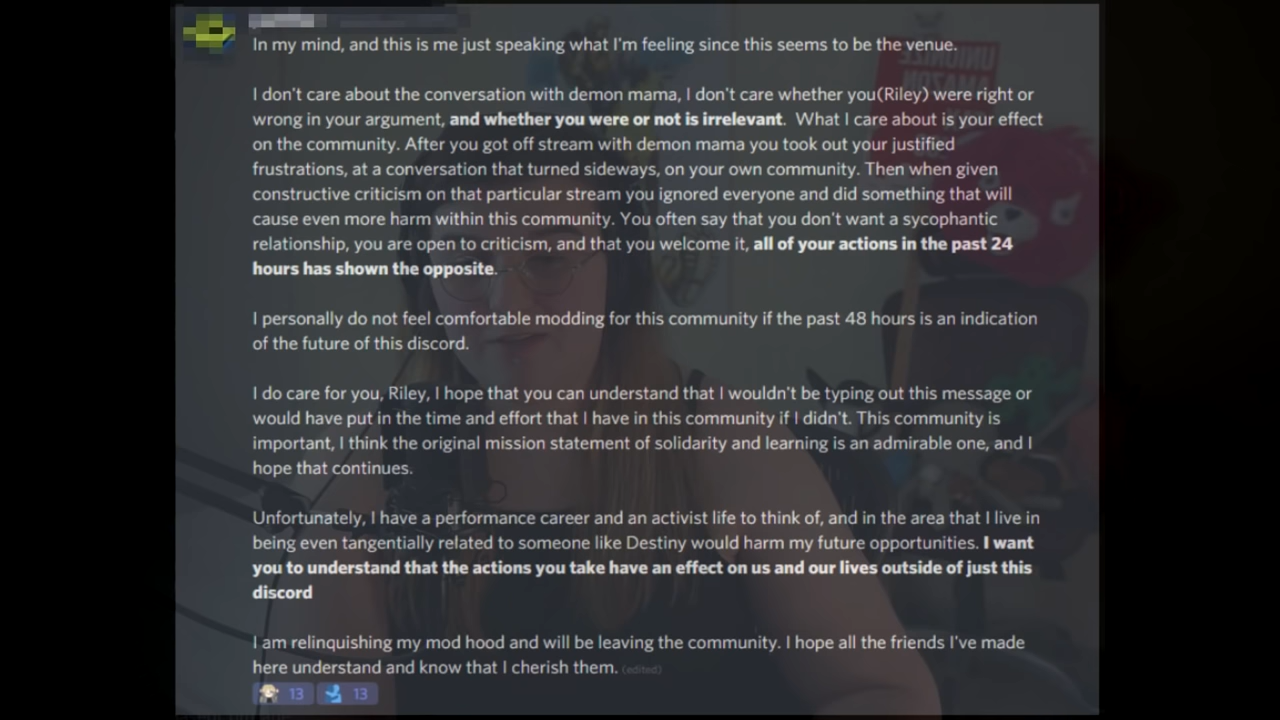 In my mind, and this is me just speaking what I'm feeling since this seems to be the venue.
I don't care about the conversation with demon mama, I don't care whether you(Riley) were right or
wrong in your argument, and whether you were or not is irrelevant. What I care about is your effect
on the community. After you got off stream with demon mama you took out your justified
frustrations, at a conversation that turned sideways, on your own community. Then when given
constructive criticism on that particular stream you ignored everyone and did something that will
cause even more harm within this community. You often say that you don't want a sycophantic
relationship, you are open to criticism, and that you welcome it, all of your actions in the past 24
hours has shown the opposite.
I personally do not feel comfortable modding for this community if the past 48 hours is an indication
of the future of this discord.
I do care for you, Riley, I hope that you can understand that I wouldn't be typing out this message or
would have put in the time and effort that I have in this community if I didn't. This community is
important, I think the original mission statement of solidarity and learning is an admirable one, and I
hope that continues.
Unfortunately, I have a performance career and an activist life to think of, and in the area that I live in
being even tangentially related to someone like Destiny would harm my future opportunities. I want
you to understand that the actions you take have an effect on us and our lives outside of just this
discord
I am relinquishing my mod hood and will be leaving the community. I hope all the friends I've made
here understand and know that I cherish them. (edited)
13 13
UNIONIZE
AMAZON